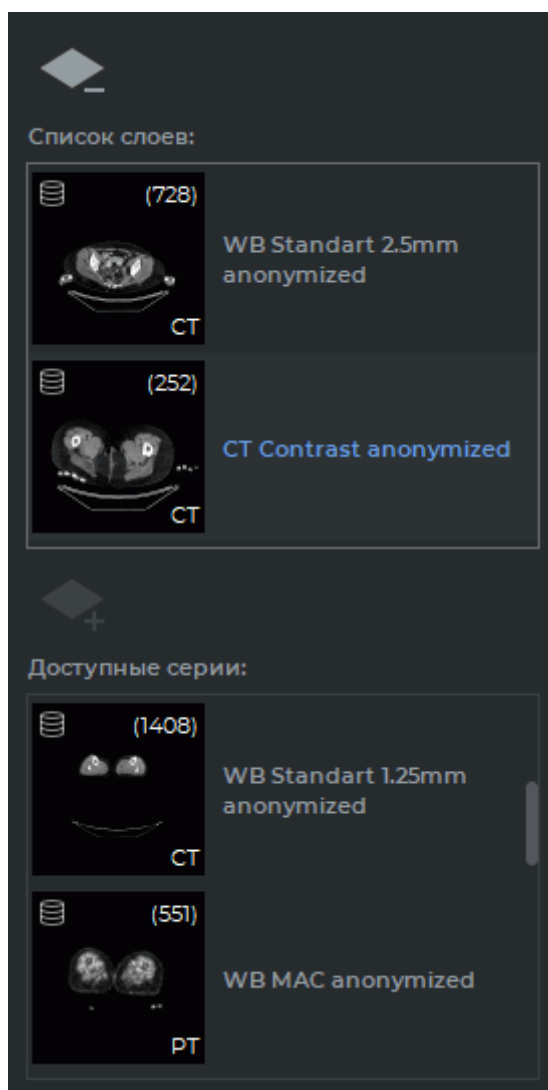 Список слоев:
(728)
WB Standart 2.5mm
anonymized
CT
(252)
CT Contrast anonymized
CT
Доступные серии:
(1408)
WB Standart 1.25mm
anonymized
CT
(551)
WB MAC anonymized
PT